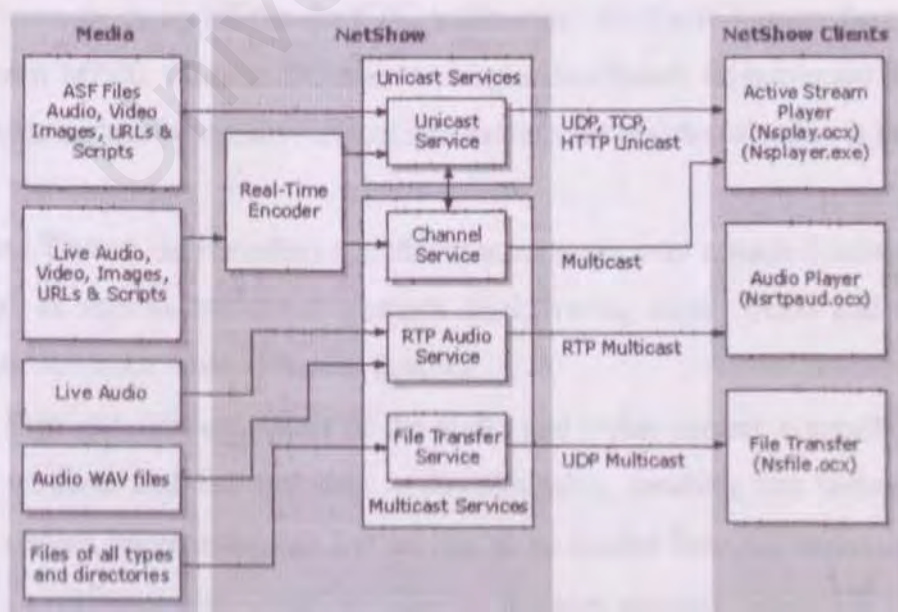 Media
NetShow
NetShow Clients
ASF Files
Audio, Video
Images, URLs &
Scripts
Live Audio,
Video, Images,
URLs & Scripts
Live Audio
Audio WAV files
Files of all types
and directories
Real-Time
Encoder
Unicast Services
Unicast
Service
Channel
Service
RTP Audio
Service
File Transfer
Service
Multicast Services
UDP, TCP,
HTTP Unicast
Multicast
RTP Multicast
UDP Multicast
Active Stream
Player
(Nsplay.ocx)
(Nsplayer.exe)
Audio Player
(Nsrtpaud.ocx)
File Transfer
(Nsfile.ocx)